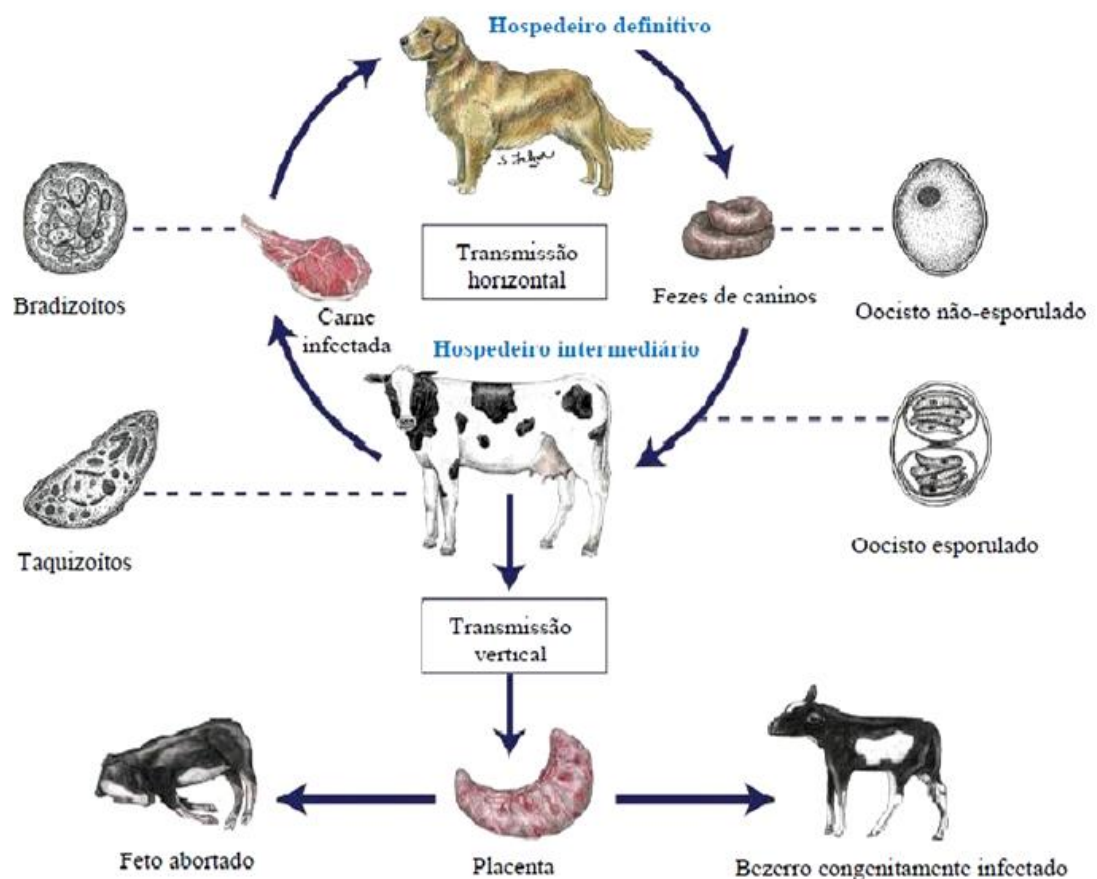 Hospedeiro definitivo
Transmissão
horizontal
Bradizoítos
Carne
infectada
Fezes de caninos
Oocisto não-esporulado
Hospedeiro intermediário
Taquizoítos
Oocisto esporulado
Transmissão
vertical
Feto abortado
Placenta
Bezerro congenitamente infectado